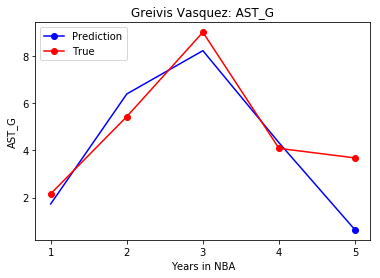 Greivis Vasquez: AST_G
Prediction
True
8
6
4
2
AST_G
1 2 3 4 5
Years in NBA